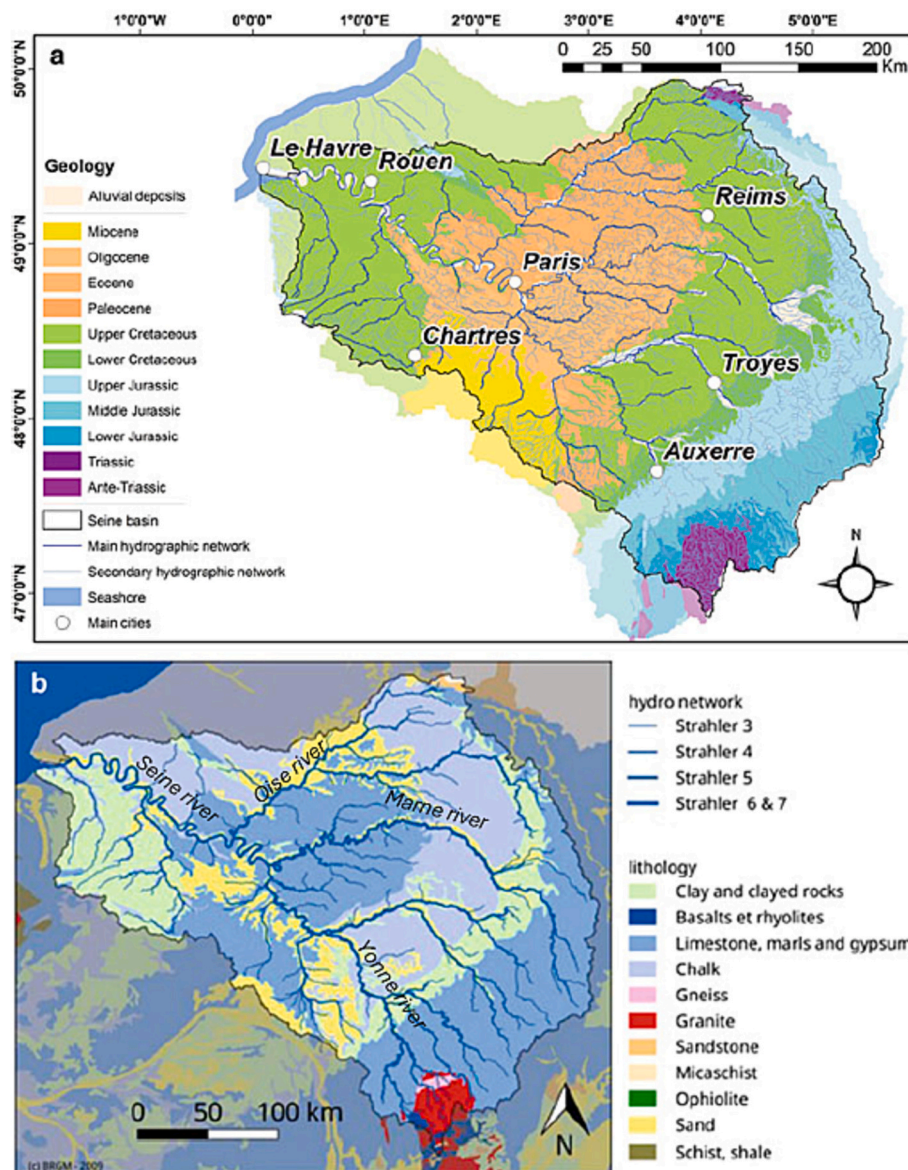 1°0'0"W 0°0'0" 1°0'0"E 2°0'0"E 3°0'0"E 4°0'0"E 5°0'0"E
a
0 25 50 100 150 200
Km
50°0'0"N
49°0'0"N
48°0'0"N
47°0'0"N
Le Havre
Rouen
Reims
Paris
Chartres
Troyes
Auxerre
Geology
Alluvial deposits
Miocene
Oligocene
Eocene
Paleocene
Upper Cretaceous
Lower Cretaceous
Upper Jurassic
Middle Jurassic
Lower Jurassic
Triassic
Ante-Triassic
Seine basin
Main hydrographic network
Secondary hydrographic network
Seashore
Main cities
N
b
Seine river
Oise river
Marne river
Yonne river
0 50 100 km
N
(c) BRGM - 2009
hydro network
Strahler 3
Strahler 4
Strahler 5
Strahler 6 & 7
lithology
Clay and clayed rocks
Basalts et rhyolites
Limestone, marls and gypsum
Chalk
Gneiss
Granite
Sandstone
Micaschist
Ophiolite
Sand
Schist, shale